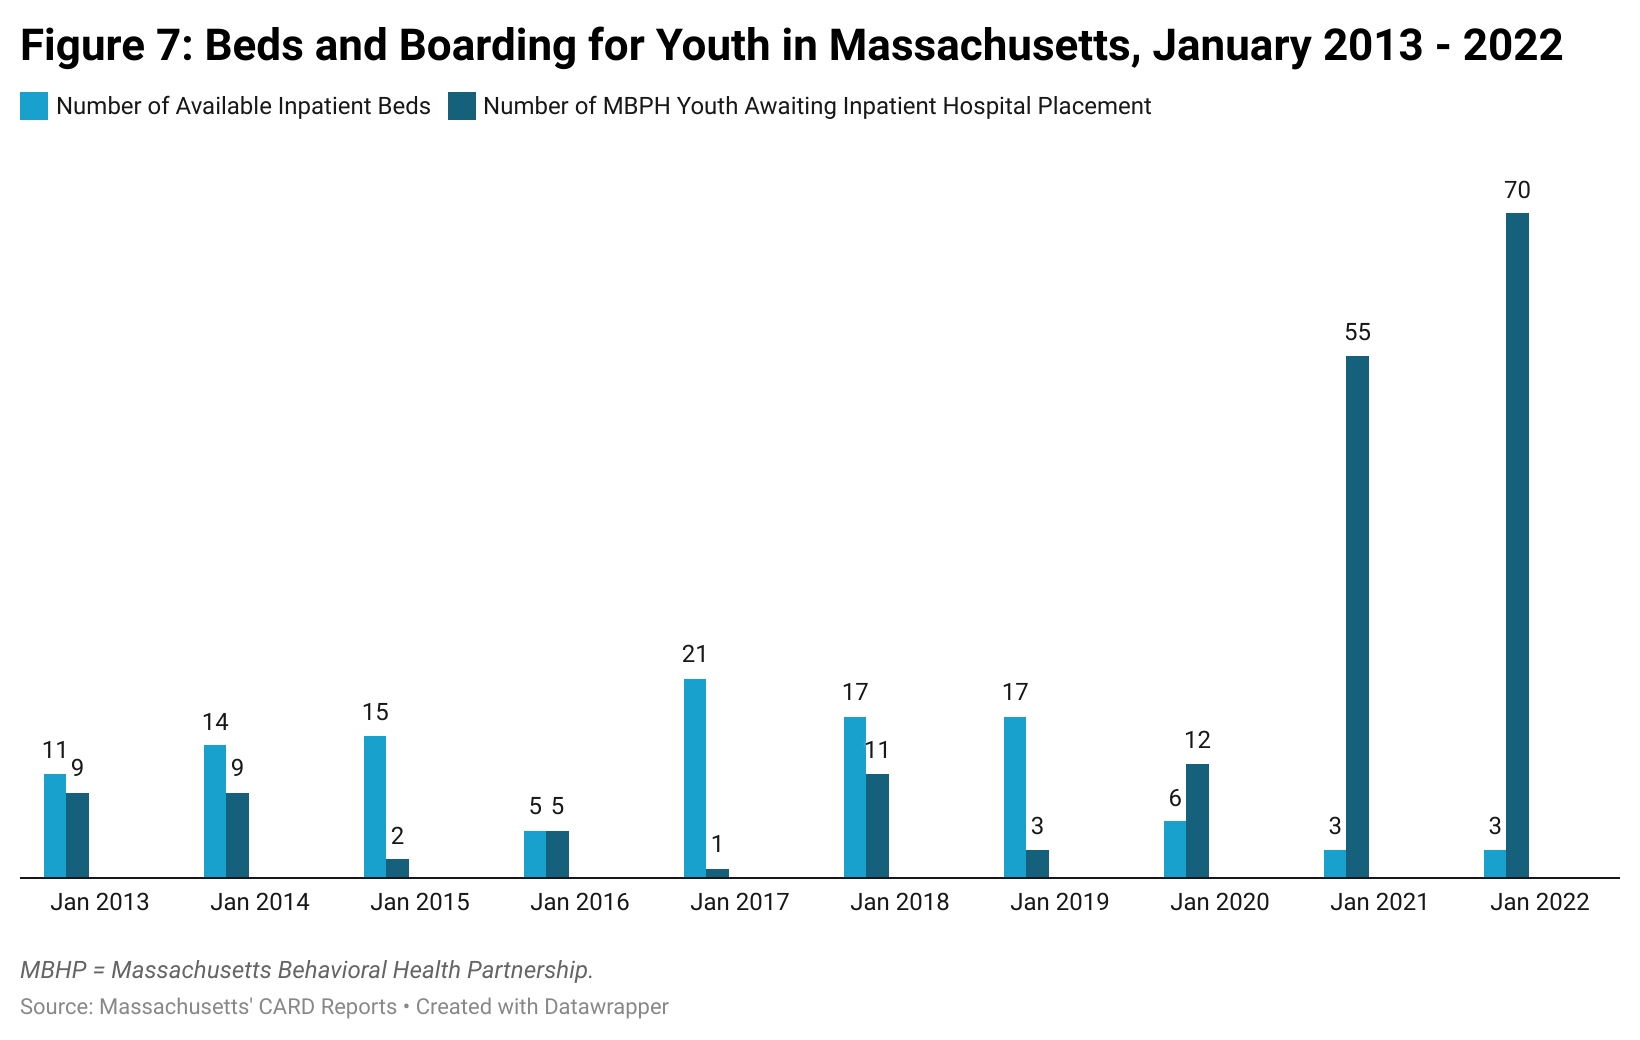 Figure 7: Beds and Boarding for Youth in Massachusetts, January 2013 - 2022
Number of Available Inpatient Beds Number of MBPH Youth Awaiting Inpatient Hospital Placement
70
55
21
17 17
14 15
11 9 9 11 12
5 5 6
2 1 3 3 3
Jan 2013 Jan 2014 Jan 2015 Jan 2016 Jan 2017 Jan 2018 Jan 2019 Jan 2020 Jan 2021 Jan 2022
MBHP = Massachusetts Behavioral Health Partnership.
Source: Massachusetts' CARD Reports • Created with Datawrapper